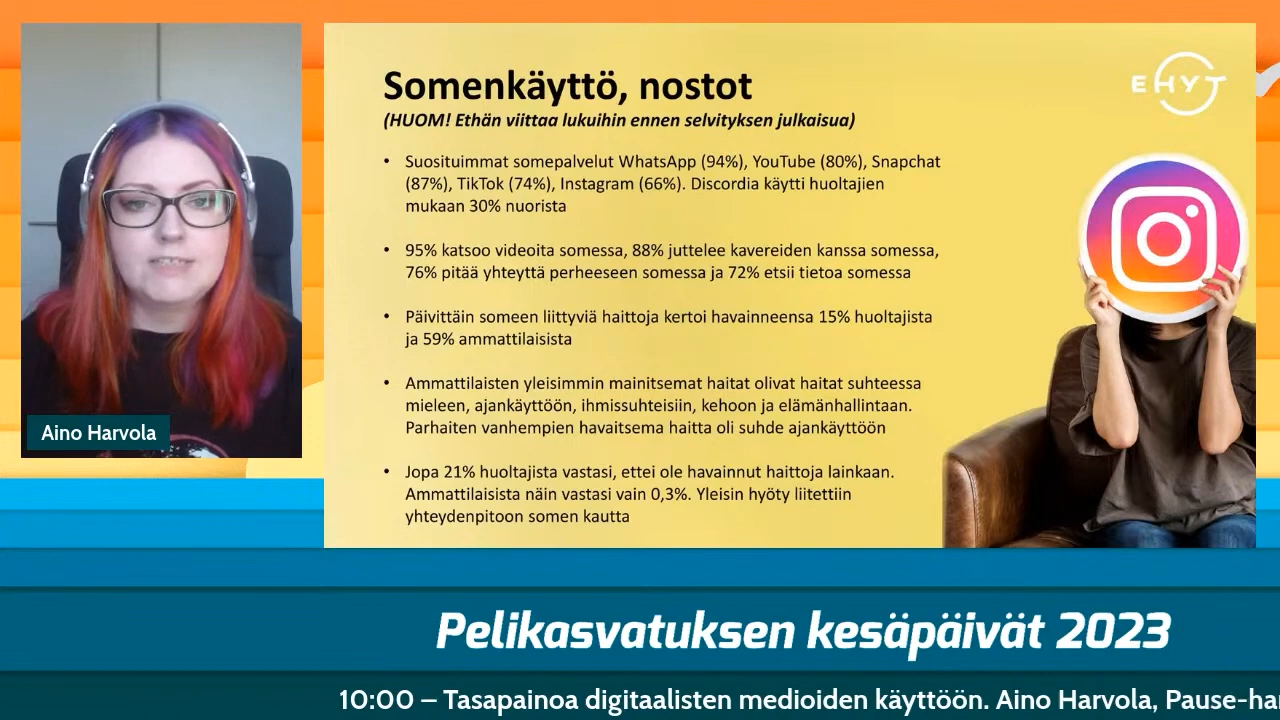 Somenkäyttö, nostot
(HUOM! Ethän viittaa lukuihin ennen selvityksen julkaisua)
• Suosituimmat somepalvelut WhatsApp (94%), YouTube (80%), Snapchat
(87%), TikTok (74%), Instagram (66%). Discordia käytti huoltajien
mukaan 30% nuorista
• 95% katsoo videoita somessa, 88% juttelee kavereiden kanssa somessa,
76% pitää yhteyttä perheeseen somessa ja 72% etsii tietoa somessa
• Päivittäin someen liittyviä haittoja kertoi havainneensa 15% huoltajista
ja 59% ammattilaisista
• Ammattilaisten yleisimmin mainitsemat haitat olivat haitat suhteessa
mieleen, ajankäyttöön, ihmissuhteisiin, kehoon ja elämänhallintaan.
Parhaiten vanhempien havaitsema haitta oli suhde ajankäyttöön
• Jopa 21% huoltajista vastasi, ettei ole havainnut haittoja lainkaan.
Ammattilaisista näin vastasi vain 0,3%. Yleisin hyöty liitettiin
yhteydenpitoon somen kautta
EHYT
Aino Harvola
Pelikasvatuksen kesäpäivät 2023
10:00 – Tasapainoa digitaalisten medioiden käyttöön. Aino Harvola, Pause-ha